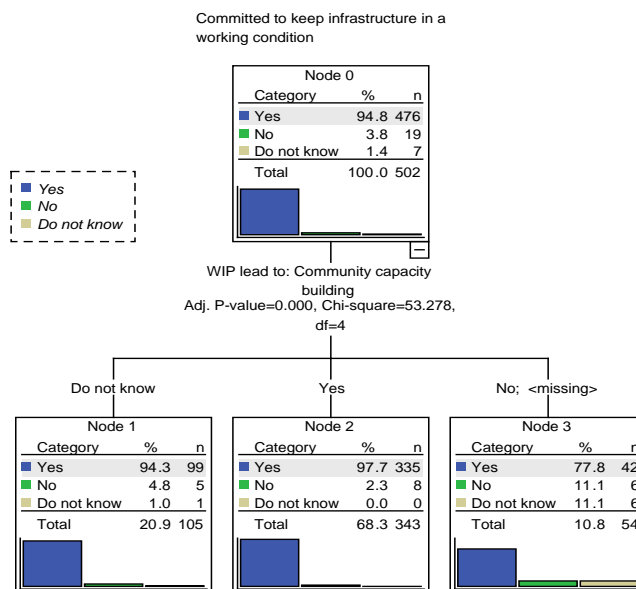 Committed to keep infrastructure in a
working condition
Node 0
Category % n
Yes 94.8 476
No 3.8 19
Do not know 1.4 7
Total 100.0 502
Yes
No
Do not know
WIP lead to: Community capacity
building
Adj. P-value=0.000, Chi-square=53.278,
df=4
Do not know
Yes
No; <missing>
Node 1
Category % n
Yes 94.3 99
No 4.8 5
Do not know 1.0 1
Total 20.9 105
Node 2
Category % n
Yes 97.7 335
No 2.3 8
Do not know 0.0 0
Total 68.3 343
Node 3
Category % n
Yes 77.8 42
No 11.1 6
Do not know 11.1 6
Total 10.8 54